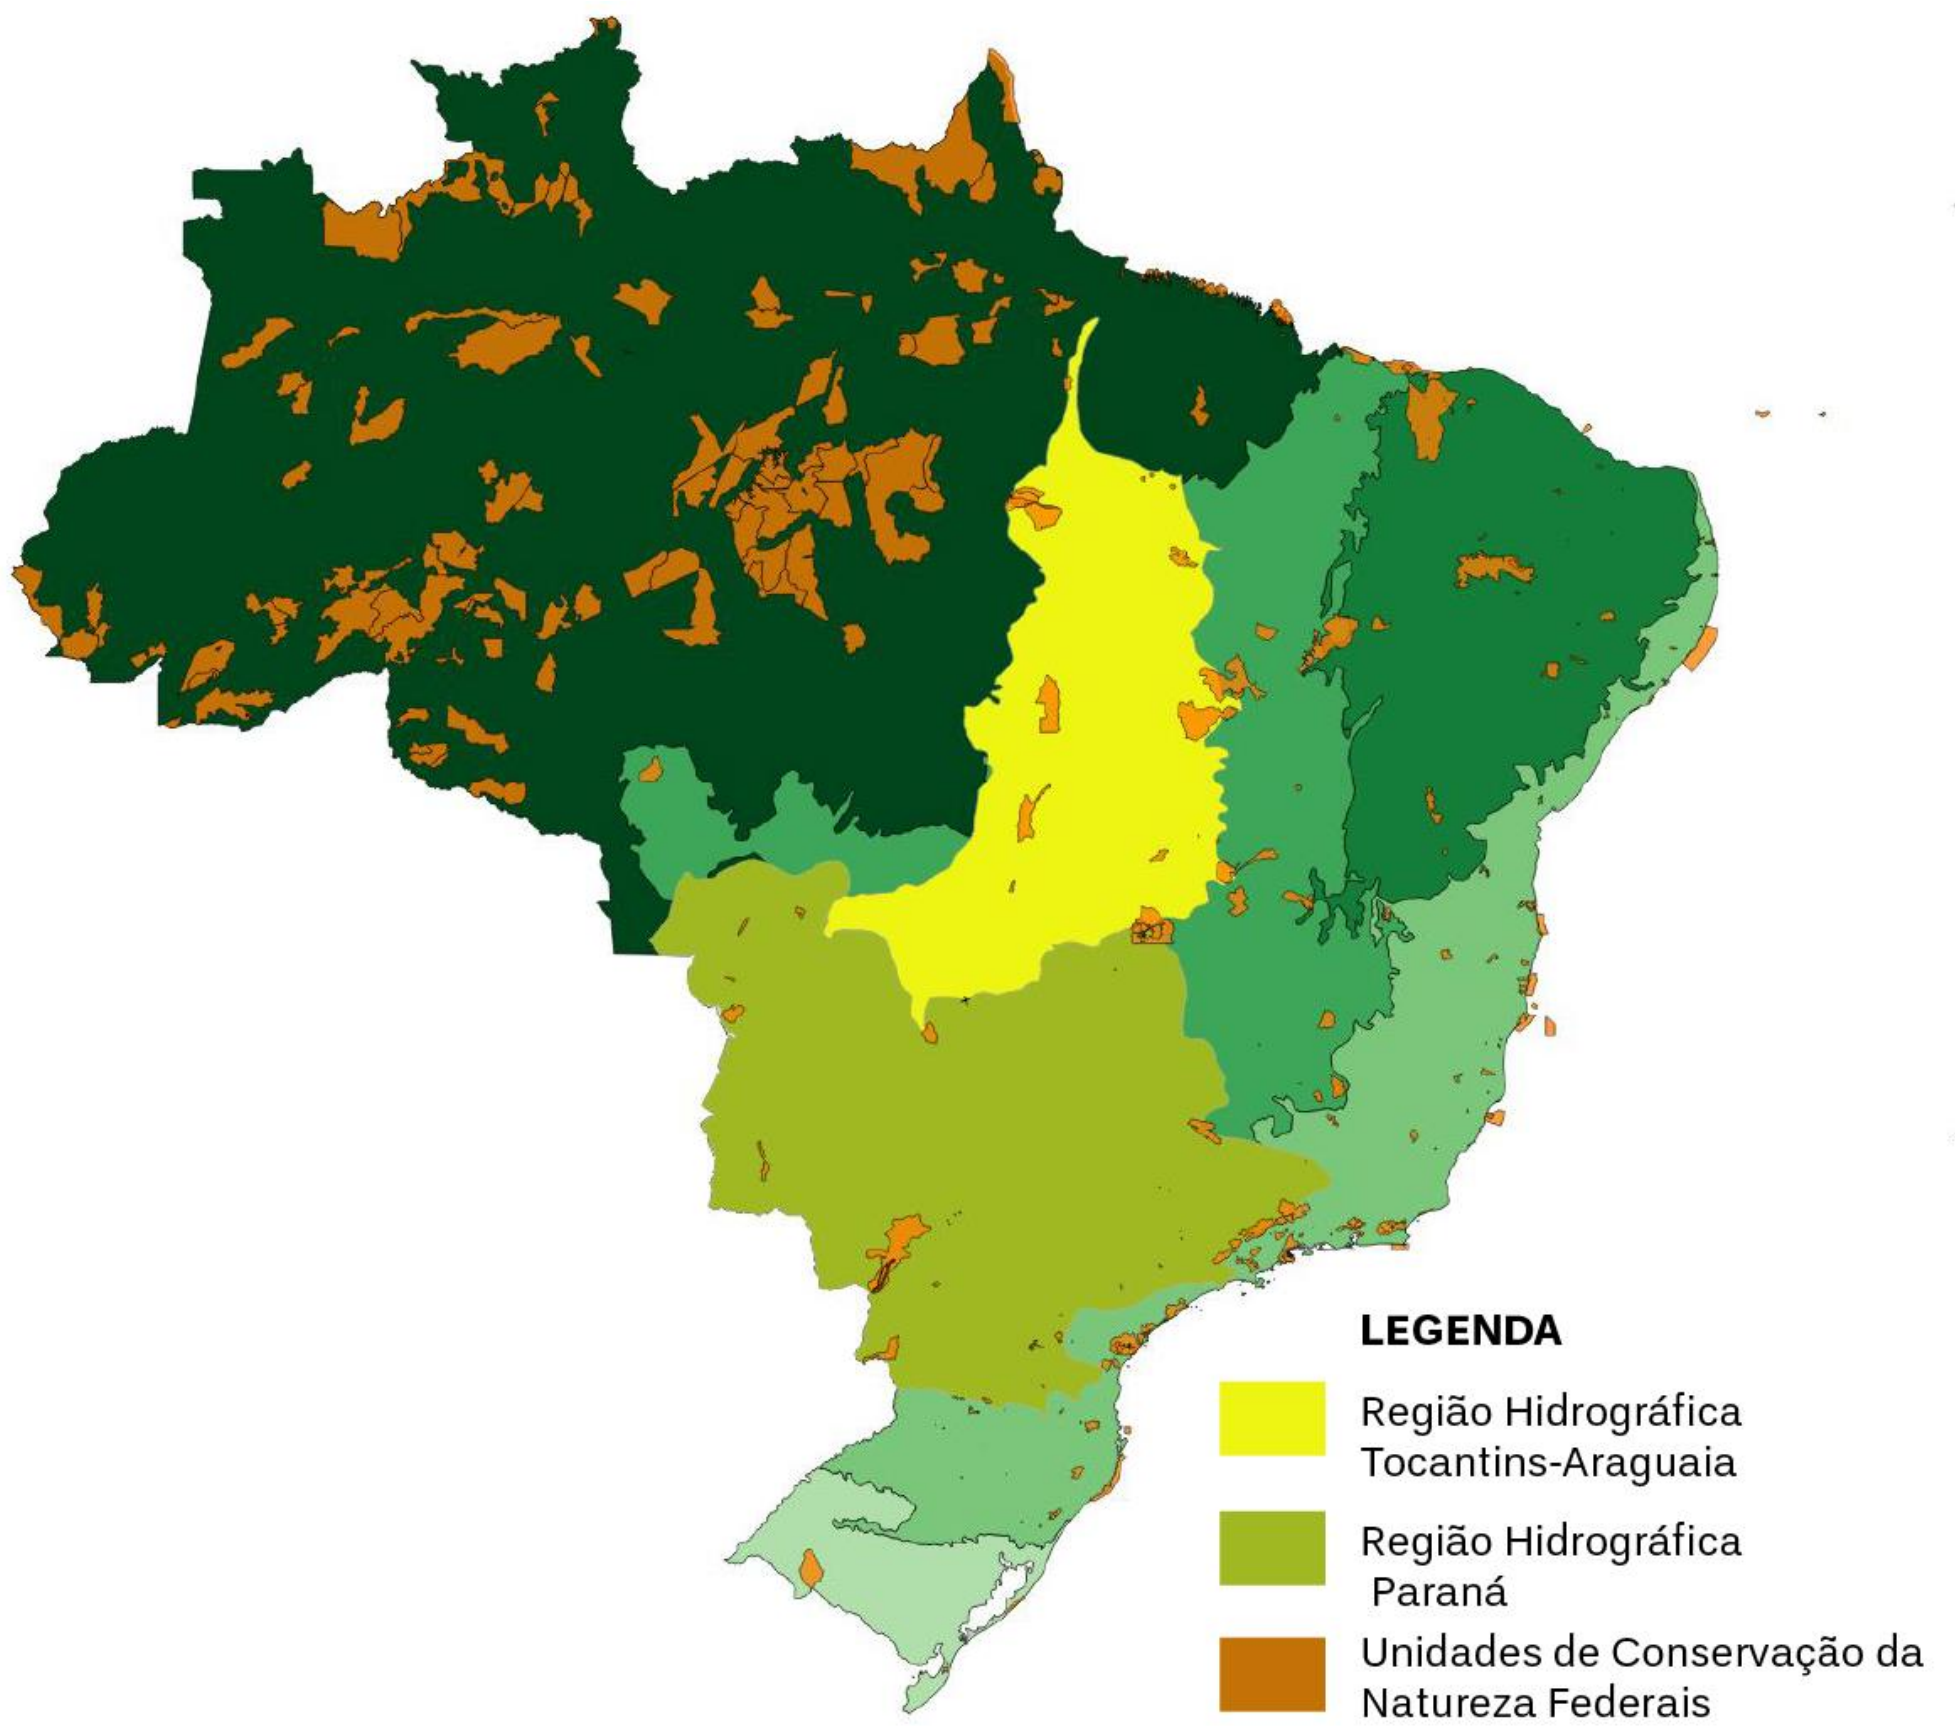 LEGENDA
Região Hidrográfica
Tocantins-Araguaia
Região Hidrográfica
Paraná
Unidades de Conservação da
Natureza Federais